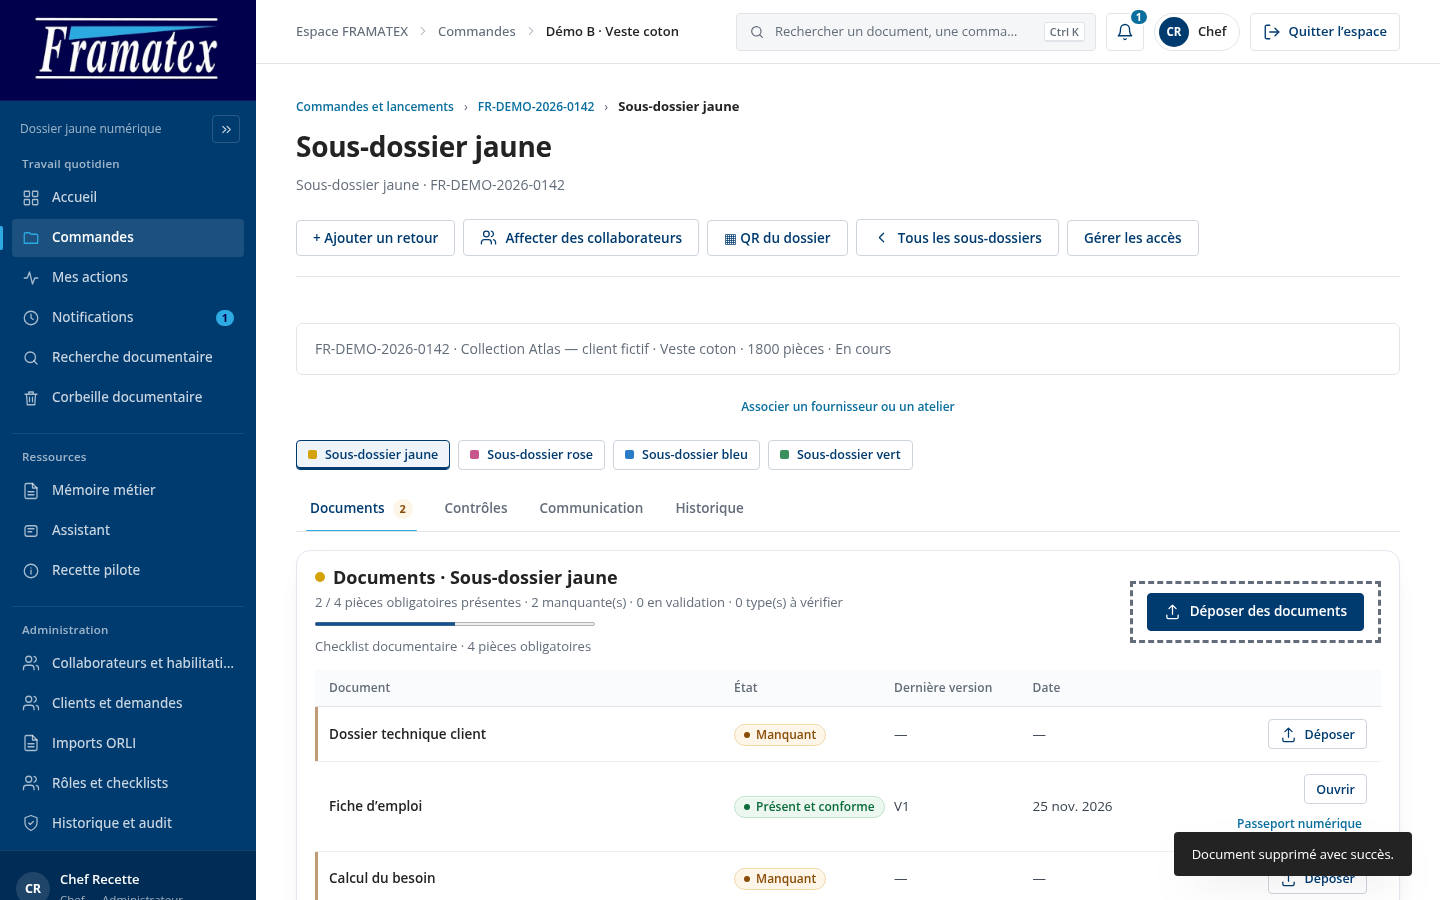 Framatex
Dossier jaune numérique
Travail quotidien
Accueil
Commandes
Mes actions
Notifications 1
Recherche documentaire
Corbeille documentaire
Ressources
Mémoire métier
Assistant
Recette pilote
Administration
Collaborateurs et habilitati...
Clients et demandes
Imports ORLI
Rôles et checklists
Historique et audit
CR Chef Recette
Chef · Administrateur
Espace FRAMATEX > Commandes > Démo B · Veste coton
Rechercher un document, une comma... Ctrl K
1
CR Chef
Quitter l’espace
Commandes et lancements › FR-DEMO-2026-0142 › Sous-dossier jaune
Sous-dossier jaune
Sous-dossier jaune · FR-DEMO-2026-0142
+ Ajouter un retour
Affecter des collaborateurs
▦ QR du dossier
Tous les sous-dossiers
Gérer les accès
FR-DEMO-2026-0142 · Collection Atlas — client fictif · Veste coton · 1800 pièces · En cours
Associer un fournisseur ou un atelier
Sous-dossier jaune
Sous-dossier rose
Sous-dossier bleu
Sous-dossier vert
Documents 2
Contrôles
Communication
Historique
Documents · Sous-dossier jaune
2 / 4 pièces obligatoires présentes · 2 manquante(s) · 0 en validation · 0 type(s) à vérifier
Checklist documentaire · 4 pièces obligatoires
Déposer des documents
Document État Dernière version Date
Dossier technique client Manquant — — Déposer
Fiche d’emploi Présent et conforme V1 25 nov. 2026 Ouvrir
Passeport numérique
Calcul du besoin Manquant — — Déposer
Document supprimé avec succès.